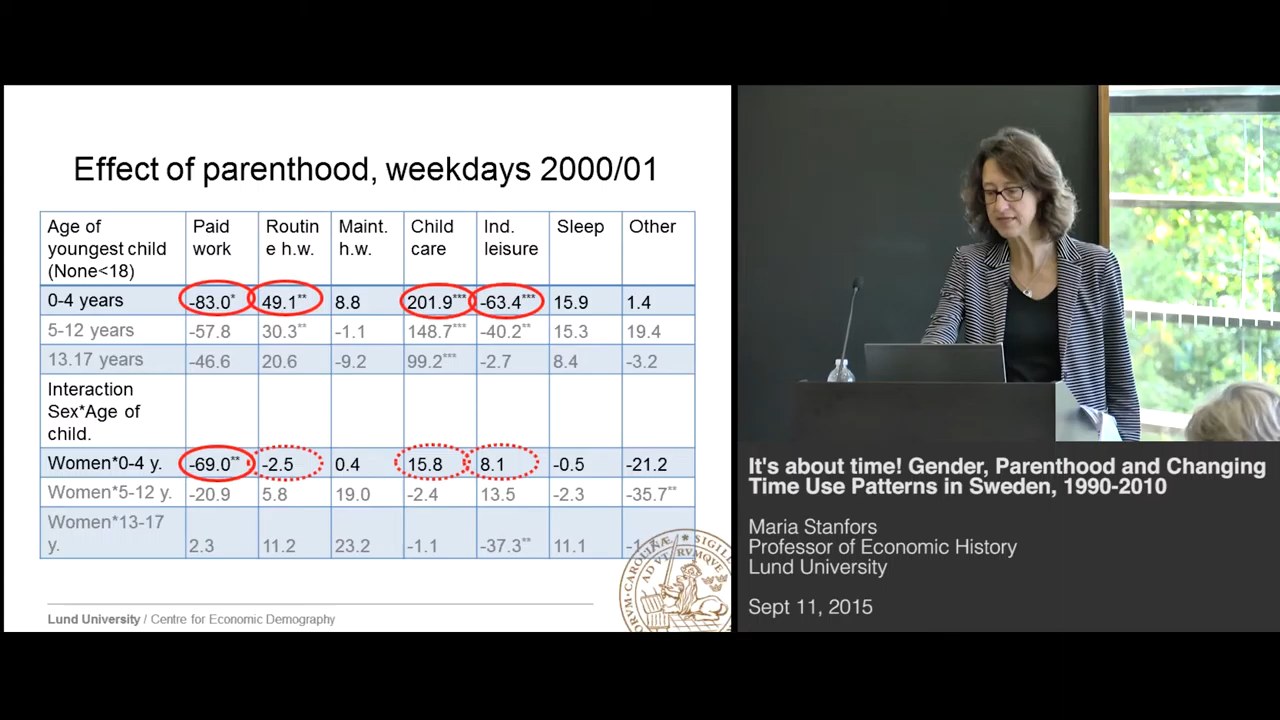 Effect of parenthood, weekdays 2000/01
Age of youngest child (None<18) Paid work Routin e h.w. Maint. h.w. Child care Ind. leisure Sleep Other
0-4 years -83.0* 49.1** 8.8 201.9*** -63.4*** 15.9 1.4
5-12 years -57.8 30.3** -1.1 148.7*** -40.2** 15.3 19.4
13.17 years -46.6 20.6 -9.2 99.2*** -2.7 8.4 -3.2
Interaction Sex*Age of child.
Women*0-4 y. -69.0** -2.5 0.4 15.8 8.1 -0.5 -21.2
Women*5-12 y. -20.9 5.8 19.0 -2.4 13.5 -2.3 -35.7**
Women*13-17 y. 2.3 11.2 23.2 -1.1 -37.3** 11.1
Lund University / Centre for Economic Demography
It's about time! Gender, Parenthood and Changing
Time Use Patterns in Sweden, 1990-2010
Maria Stanfors
Professor of Economic History
Lund University
Sept 11, 2015